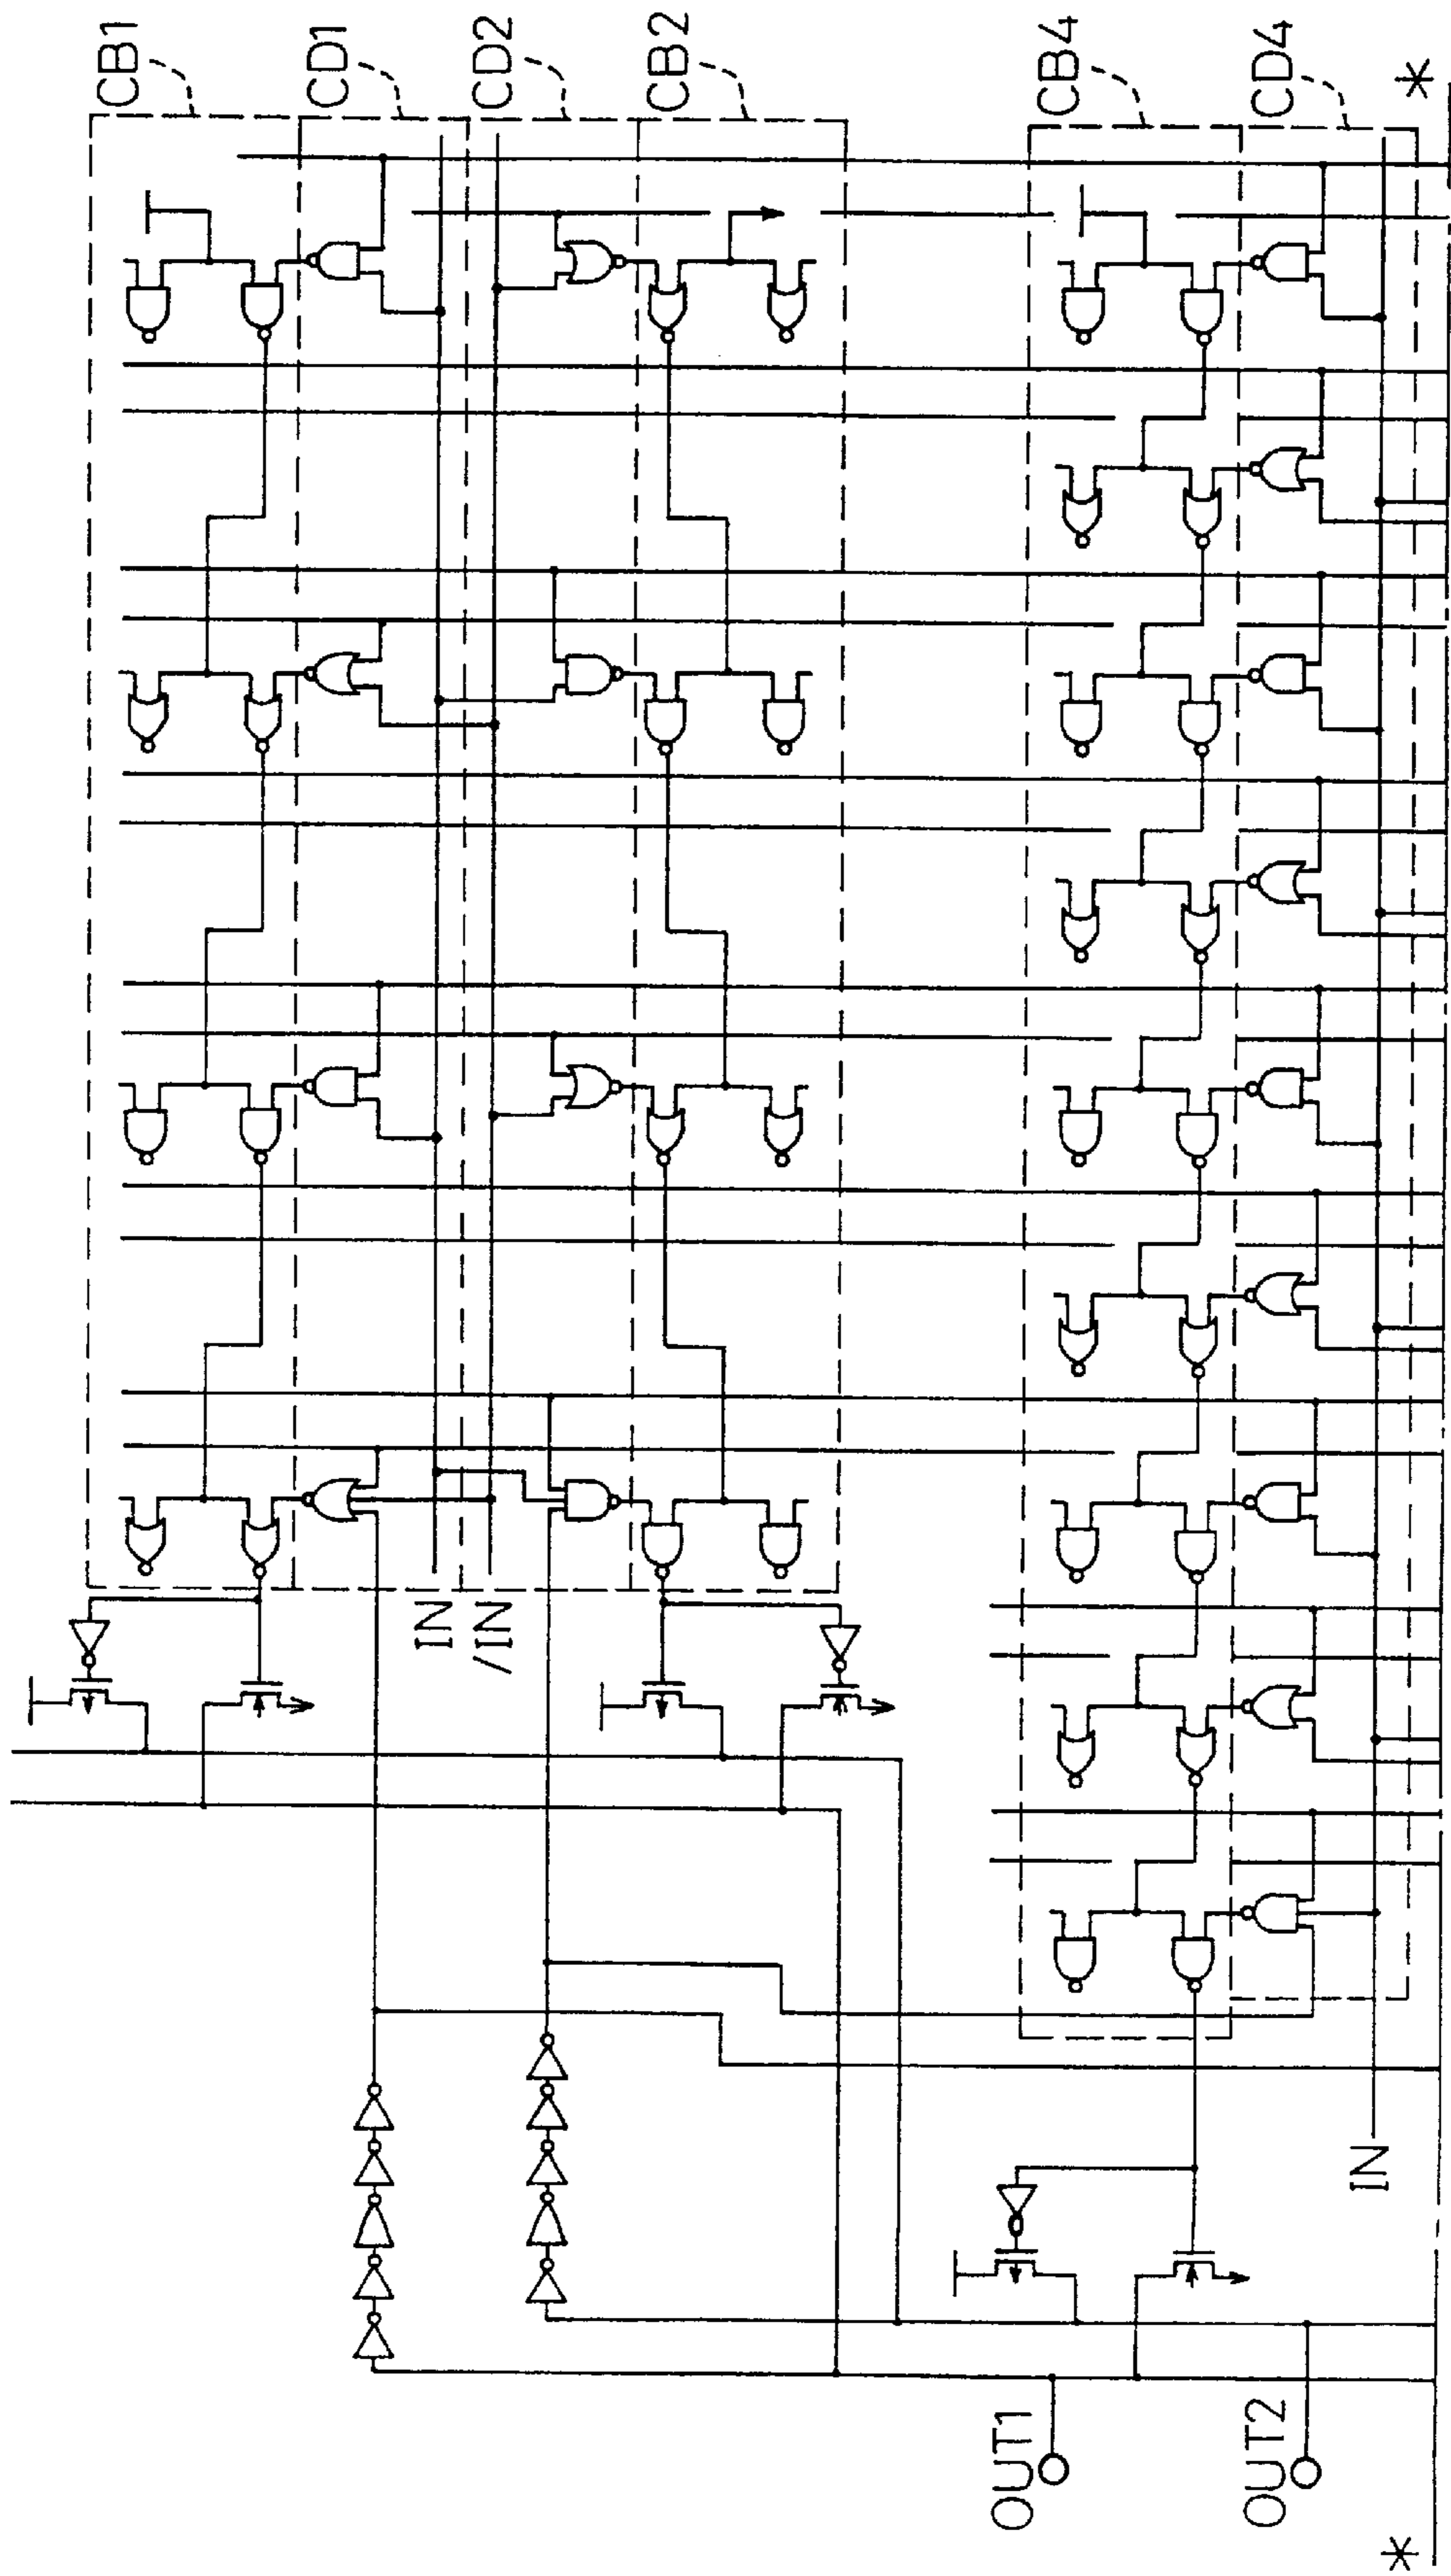 CB1
CD1
CD2
CB2
CB4
CD4
*
IN
/IN
IN
OUT1
OUT2
*